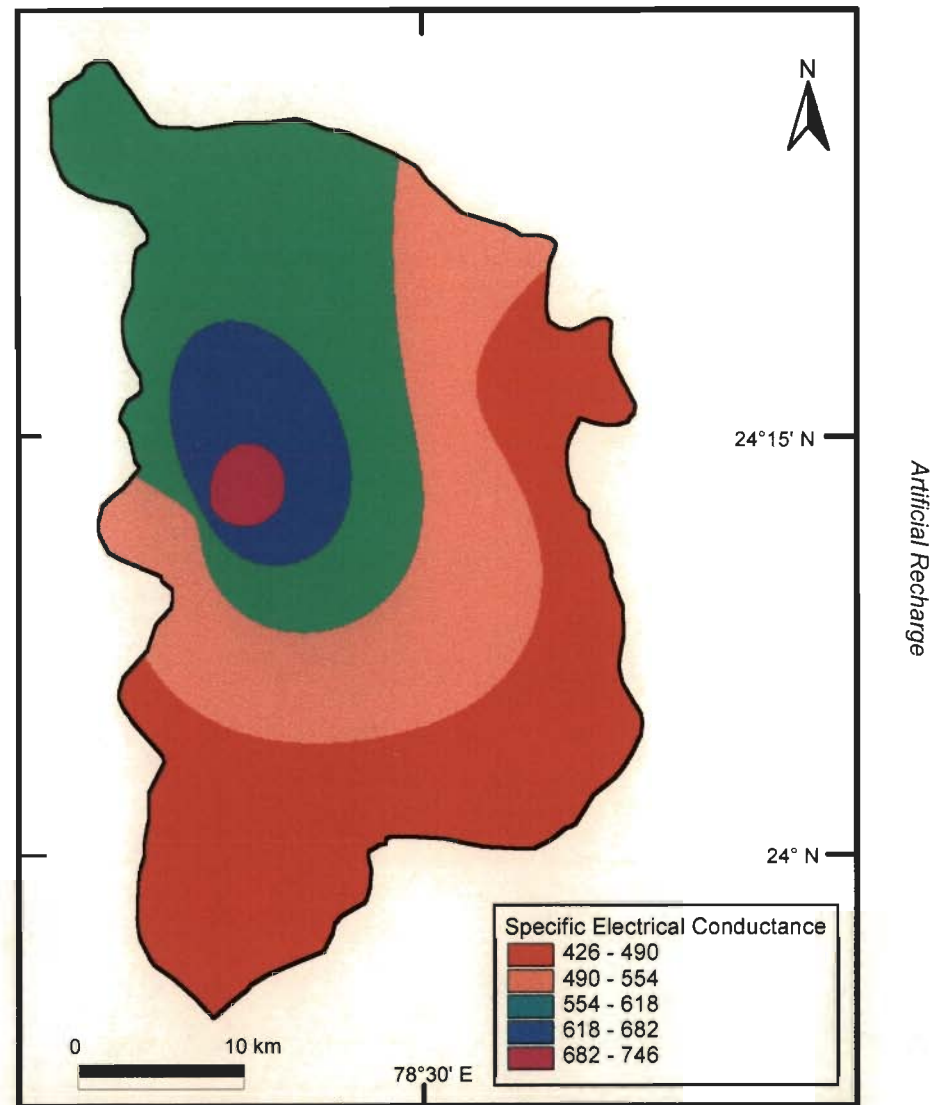 N
24°15' N
Artificial Recharge
24° N
Specific Electrical Conductance
426 - 490
490 - 554
554 - 618
618 - 682
682 - 746
0 10 km
78°30' E